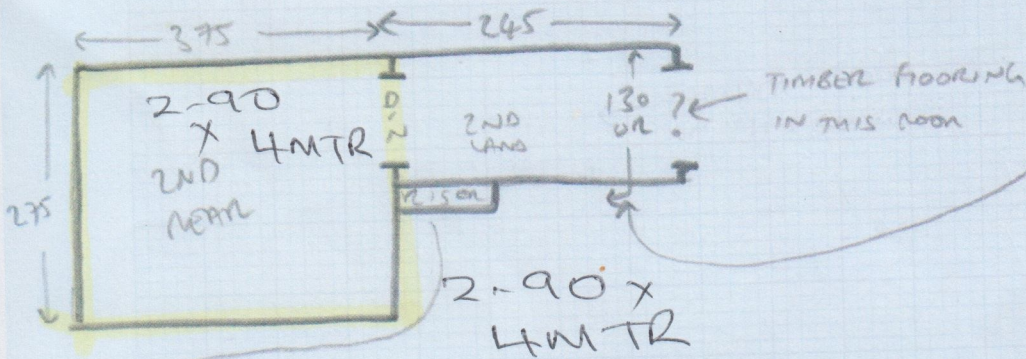 375
245
2-90
x 4MTR
2ND
REAR
275
D-N
2ND
LAND
130
OR
?
TIMBER FLOORING
IN THIS ROOM
RISER
2-90 x
4MTR